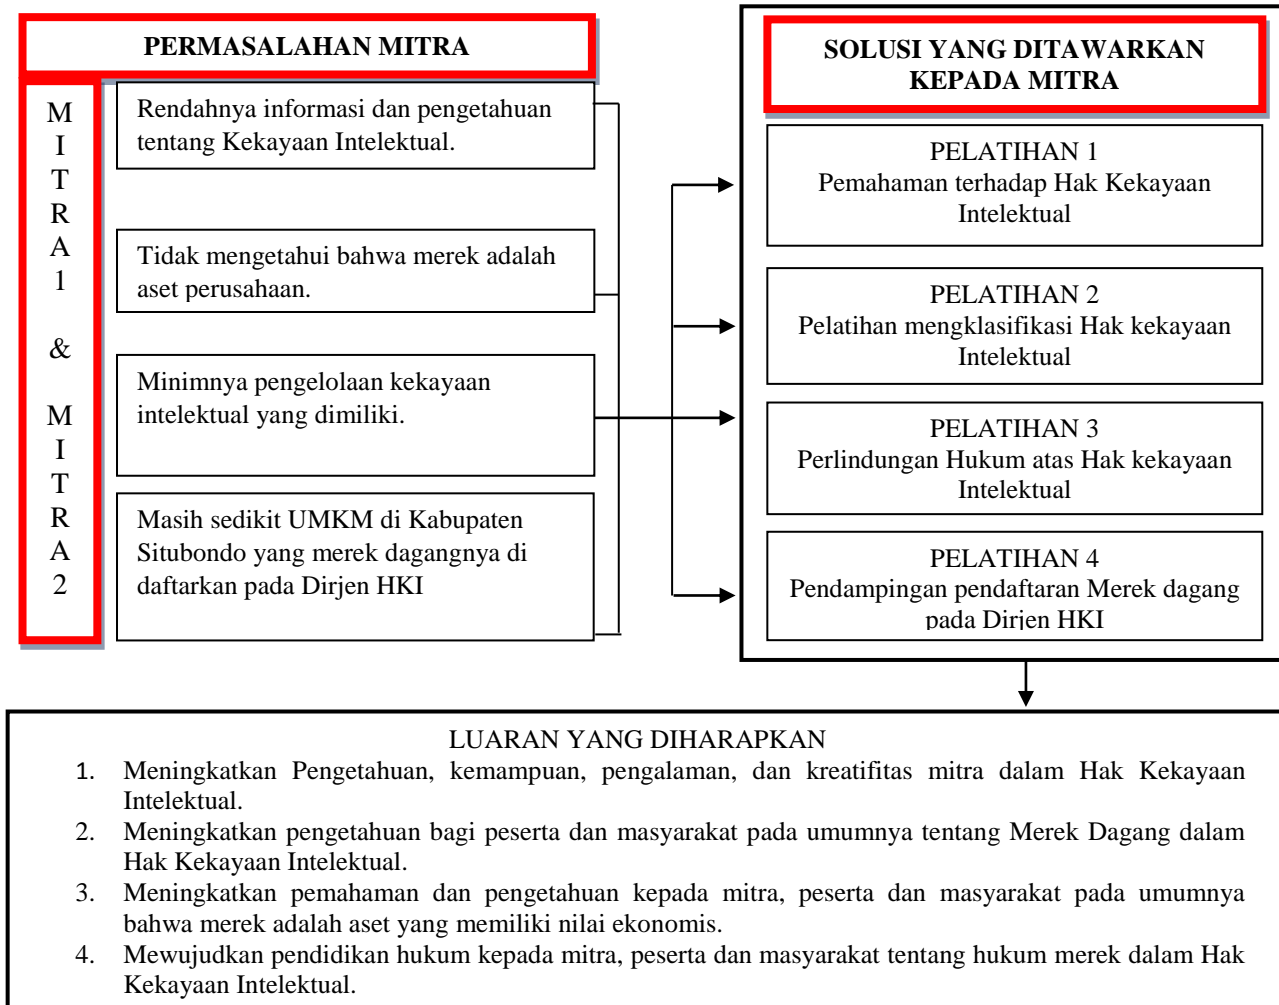 PERMASALAHAN MITRA
M
I
T
R
A
1
&
M
I
T
R
A
2
Rendahnya informasi dan pengetahuan
tentang Kekayaan Intelektual.
Tidak mengetahui bahwa merek adalah
aset perusahaan.
Minimnya pengelolaan kekayaan
intelektual yang dimiliki.
Masih sedikit UMKM di Kabupaten
Situbondo yang merek dagangnya di
daftarkan pada Dirjen HKI
SOLUSI YANG DITAWARKAN
KEPADA MITRA
PELATIHAN 1
Pemahaman terhadap Hak Kekayaan
Intelektual
PELATIHAN 2
Pelatihan mengklasifikasi Hak kekayaan
Intelektual
PELATIHAN 3
Perlindungan Hukum atas Hak kekayaan
Intelektual
PELATIHAN 4
Pendampingan pendaftaran Merek dagang
pada Dirjen HKI
LUARAN YANG DIHARAPKAN
1. Meningkatkan Pengetahuan, kemampuan, pengalaman, dan kreatifitas mitra dalam Hak Kekayaan
Intelektual.
2. Meningkatkan pengetahuan bagi peserta dan masyarakat pada umumnya tentang Merek Dagang dalam
Hak Kekayaan Intelektual.
3. Meningkatkan pemahaman dan pengetahuan kepada mitra, peserta dan masyarakat pada umumnya
bahwa merek adalah aset yang memiliki nilai ekonomis.
4. Mewujudkan pendidikan hukum kepada mitra, peserta dan masyarakat tentang hukum merek dalam Hak
Kekayaan Intelektual.